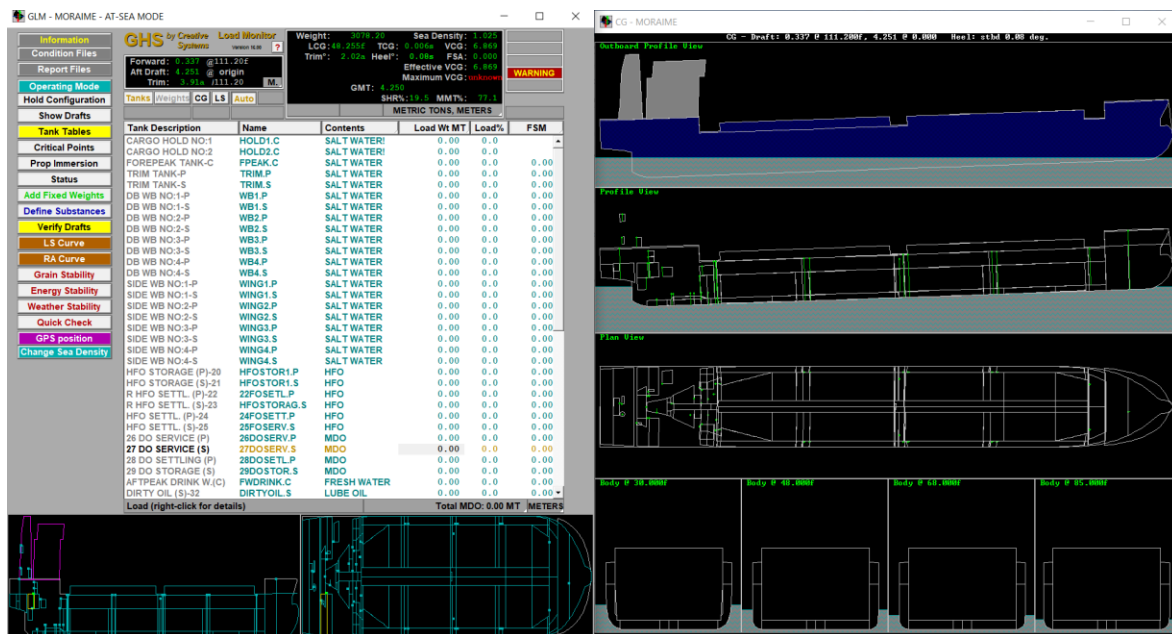 GLM - MORAIME - AT-SEA MODE
Information
Condition Files
Report Files
Operating Mode
Hold Configuration
Show Drafts
Tank Tables
Critical Points
Prop Immersion
Status
Add Fixed Weights
Define Substances
Verify Drafts
LS Curve
RA Curve
Grain Stability
Energy Stability
Weather Stability
Quick Check
GPS position
Change Sea Density
GHS by Creative Systems Load Monitor
?
Forward: 0.337 @111.200f
Aft Draft: 4.251 @ origin
Trim: 3.91a /111.20 M.
Tanks Weights CG LS Auto
Weight: 3078.20 Sea Density: 1.025
LCG:48.255f TCG: 0.006s VCG: 6.869
Trim°: 2.02a Heel°: 0.08s FSA: 0.000
Effective VCG: 6.869
Maximum VCG:unknown
GMT: 4.250
SHR%:19.5 MMT%: 77.1
METRIC TONS, METERS
WARNING
Tank Description Name Contents Load Wt MT Load% FSM
CARGO HOLD NO:1 HOLD1.C SALT WATER! 0.00 0.0
CARGO HOLD NO:2 HOLD2.C SALT WATER! 0.00 0.0
FOREPEAK TANK-C FPEAK.C SALT WATER 0.00 0.0 0.00
TRIM TANK-P TRIM.P SALT WATER 0.00 0.0 0.00
TRIM TANK-S TRIM.S SALT WATER 0.00 0.0 0.00
DB WB NO:1-P WB1.P SALT WATER 0.00 0.0 0.00
DB WB NO:1-S WB1.S SALT WATER 0.00 0.0 0.00
DB WB NO:2-P WB2.P SALT WATER 0.00 0.0 0.00
DB WB NO:2-S WB2.S SALT WATER 0.00 0.0 0.00
DB WB NO:3-P WB3.P SALT WATER 0.00 0.0 0.00
DB WB NO:3-S WB3.S SALT WATER 0.00 0.0 0.00
DB WB NO:4-P WB4.P SALT WATER 0.00 0.0 0.00
DB WB NO:4-S WB4.S SALT WATER 0.00 0.0 0.00
SIDE WB NO:1-P WING1.P SALT WATER 0.00 0.0 0.00
SIDE WB NO:1-S WING1.S SALT WATER 0.00 0.0 0.00
SIDE WB NO:2-P WING2.P SALT WATER 0.00 0.0 0.00
SIDE WB NO:2-S WING2.S SALT WATER 0.00 0.0 0.00
SIDE WB NO:3-P WING3.P SALT WATER 0.00 0.0 0.00
SIDE WB NO:3-S WING3.S SALT WATER 0.00 0.0 0.00
SIDE WB NO:4-P WING4.P SALT WATER 0.00 0.0 0.00
SIDE WB NO:4-S WING4.S SALT WATER 0.00 0.0 0.00
HFO STORAGE (P)-20 HFOSTOR1.P HFO 0.00 0.0 0.00
HFO STORAGE (S)-21 HFOSTOR1.S HFO 0.00 0.0 0.00
R HFO SETTL. (P)-22 22FOSETL.P HFO 0.00 0.0 0.00
R HFO SETTL. (S)-23 HFOSTORAG.S HFO 0.00 0.0 0.00
HFO SETTL. (P)-24 24FOSETT.P HFO 0.00 0.0 0.00
HFO SETTL. (S)-25 25FOSERV.S HFO 0.00 0.0 0.00
26 DO SERVICE (P) 26DOSERV.P MDO 0.00 0.0 0.00
27 DO SERVICE (S) 27DOSERV.S MDO 0.00 0.0 0.00
28 DO SETTLING (P) 28DOSETL.P MDO 0.00 0.0 0.00
29 DO STORAGE (S) 29DOSTOR.S MDO 0.00 0.0 0.00
AFTPEAK DRINK W.(C) FWDRINK.C FRESH WATER 0.00 0.0 0.00
DIRTY OIL (S)-32 DIRTYOIL.S LUBE OIL 0.00 0.0 0.00
Load (right-click for details) Total MDO: 0.00 MT METERS
CG - MORAIME
CG - Draft: 0.337 @ 111.200f, 4.251 @ 0.000 Heel: stbd 0.08 deg.
Outboard Profile View
Profile View
Plan View
Body @ 30.000f Body @ 48.000f Body @ 68.000f Body @ 85.000f